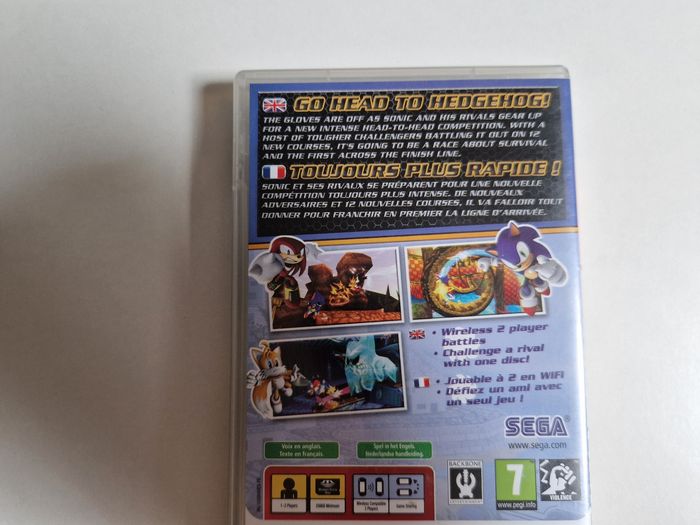 GO HEAD TO HEDGEHOG!
THE GLOVES ARE OFF AS SONIC AND HIS RIVALS GEAR UP
FOR A NEW INTENSE HEAD-TO-HEAD COMPETITION. WITH A
HOST OF TOUGHER CHALLENGERS BATTLING IT OUT ON 12
NEW COURSES, IT'S GOING TO BE A RACE ABOUT SURVIVAL
AND THE FIRST ACROSS THE FINISH LINE.
TOUJOURS PLUS RAPIDE !
SONIC ET SES RIVAUX SE PRÉPARENT POUR UNE NOUVELLE
COMPÉTITION TOUJOURS PLUS INTENSE. DE NOUVEAUX
ADVERSAIRES ET 12 NOUVELLES COURSES, IL VA FALLOIR TOUT
DONNER POUR FRANCHIR EN PREMIER LA LIGNE D'ARRIVÉE.
• Wireless 2 player
battles
• Challenge a rival
with one disc!
• Jouable à 2 en WiFi
• Défiez un ami avec
un seul jeu !
SEGA
www.sega.com
Voix en anglais.
Texte en Français.
Spel in het Engels.
Nederlandse handleiding.
1-2 Players
Wireless Compatible
2 Players
Game Sharing
BACKBONE
7
www.pegi.info
VIOLENCE